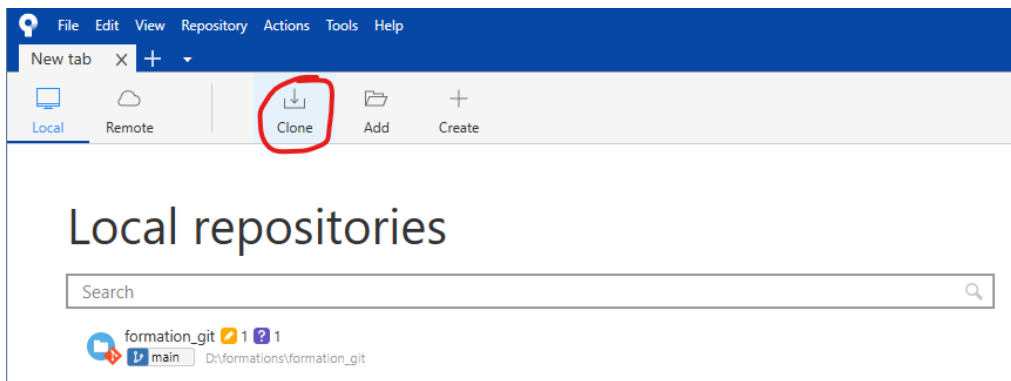 File Edit View Repository Actions Tools Help
New tab
Local Remote Clone Add Create
Local repositories
Search
formation_git 1 ? 1
main D:\formations\formation_git